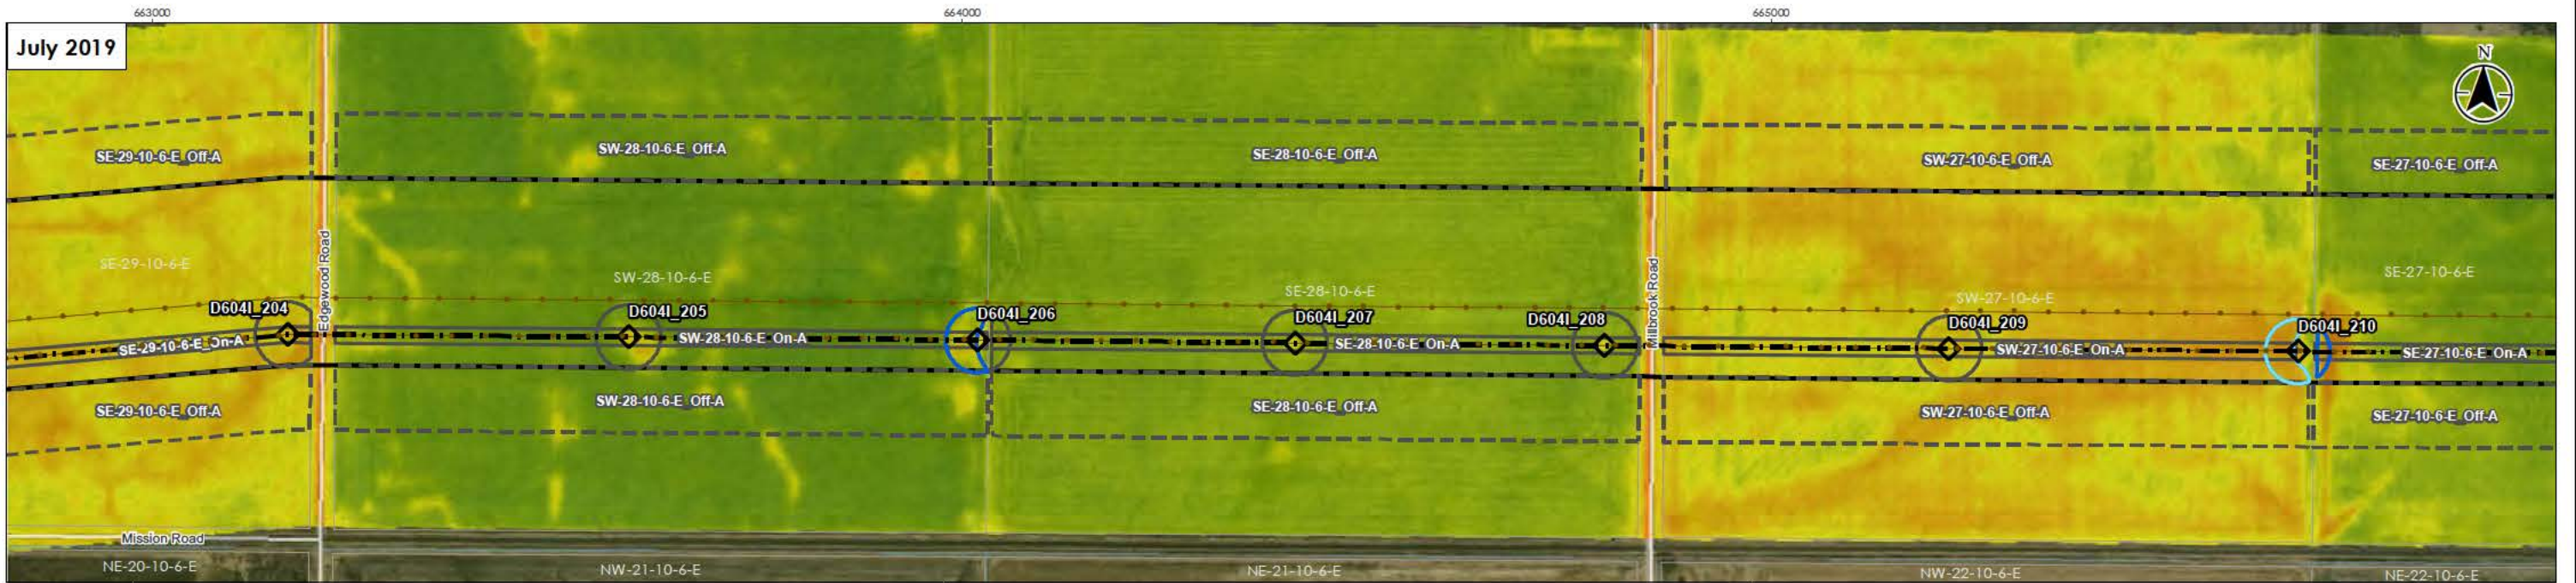 663000
664000
665000
July 2019
N
SE-29-10-6-E_Off-A
SW-28-10-6-E_Off-A
SE-28-10-6-E_Off-A
SW-27-10-6-E_Off-A
SE-27-10-6-E_Off-A
SE-29-10-6-E
SW-28-10-6-E
SE-28-10-6-E
SW-27-10-6-E
SE-27-10-6-E
Edgewood Road
Millbrook Road
D604I_204
D604I_205
D604I_206
D604I_207
D604I_208
D604I_209
D604I_210
SE-29-10-6-E_On-A
SW-28-10-6-E_On-A
SE-28-10-6-E_On-A
SW-27-10-6-E_On-A
SE-27-10-6-E_On-A
SE-29-10-6-E_Off-A
SW-28-10-6-E_Off-A
SE-28-10-6-E_Off-A
SW-27-10-6-E_Off-A
SE-27-10-6-E_Off-A
Mission Road
NE-20-10-6-E
NW-21-10-6-E
NE-21-10-6-E
NW-22-10-6-E
NE-22-10-6-E